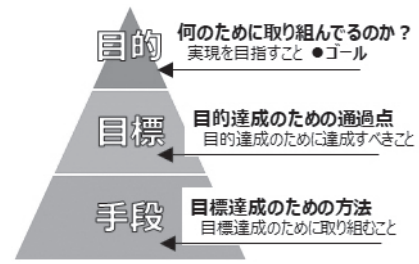 目的
何のために取り組んでるのか？
実現を目指すこと ●ゴール
目標
目的達成のための通過点
目的達成のために達成すべきこと
手段
目標達成のための方法
目標達成のために取り組むこと